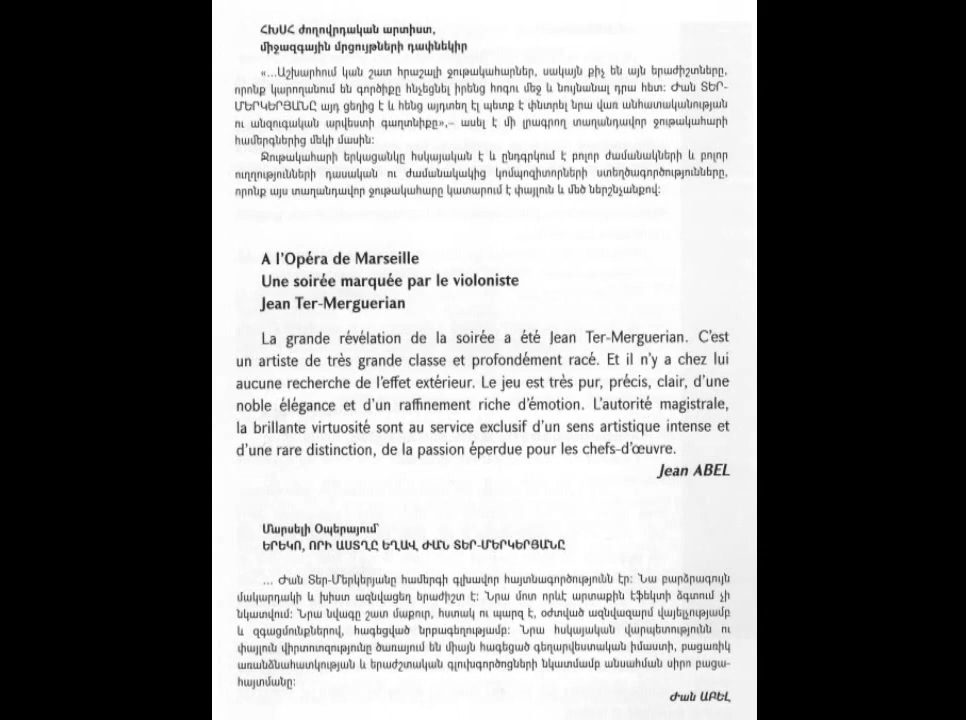 ՀԽՍՀ ժողովրդական արտիստ,
միջազգային մրցույթների դափնեկիր
«...Աշխարհում կան շատ հրաշալի ջութակահարներ, սակայն քիչ են այն երաժիշտները,
որոնք կարողանում են գործիքը հնչեցնել իրենց հոգու մեջ և նույնանալ դրա հետ: Ժան ՏԵՐ-
ՄԵՐԿԵՐՅԱՆԸ այդ ցեղից է և հենց այդտեղ էլ պետք է փնտրել նրա վառ անհատականության
ու անզուգական արվեստի գաղտնիքը»,– ասել է մի լրագրող տաղանդավոր ջութակահարի
համերգներից մեկի մասին:
Ջութակահարի երկացանկը հսկայական է և ընդգրկում է բոլոր ժամանակների և բոլոր
ուղղությունների դասական ու ժամանակակից կոմպոզիտորների ստեղծագործությունները,
որոնք այս տաղանդավոր ջութակահարը կատարում է փայլուն և մեծ ներշնչանքով:
A l’Opéra de Marseille
Une soirée marquée par le violoniste
Jean Ter-Merguerian
La grande révélation de la soirée a été Jean Ter-Merguerian. C’est
un artiste de très grande classe et profondément racé. Et il n’y a chez lui
aucune recherche de l’effet extérieur. Le jeu est très pur, précis, clair, d’une
noble élégance et d’un raffinement riche d’émotion. L’autorité magistrale,
la brillante virtuosité sont au service exclusif d’un sens artistique intense et
d’une rare distinction, de la passion éperdue pour les chefs-d’œuvre.
Jean ABEL
Մարսելի Օպերայում՝
ԵՐԵԿՈ, ՈՐԻ ԱՍՏՂԸ ԵՂԱՎ ԺԱՆ ՏԵՐ-ՄԵՐԿԵՐՅԱՆԸ
... Ժան Տեր-Մերկերյանը համերգի գլխավոր հայտնագործությունն էր: Նա բարձրագույն
մակարդակի և խիստ ազնվացեղ երաժիշտ է: Նրա մոտ որևէ արտաքին էֆեկտի ձգտում չի
նկատվում: Նրա նվագը շատ մաքուր, հստակ ու պարզ է, օժտված ազնվազարմ վայելչությամբ
և զգացմունքներով, հագեցված նրբագեղությամբ: Նրա հսկայական վարպետությունն ու
փայլուն վիրտուոզությունը ծառայում են միայն հագեցած գեղարվեստական իմաստի, բացառիկ
առանձնահատկության և երաժշտական գլուխգործոցների նկատմամբ անսահման սիրո բացա-
հայտմանը:
Ժան ԱԲԵԼ